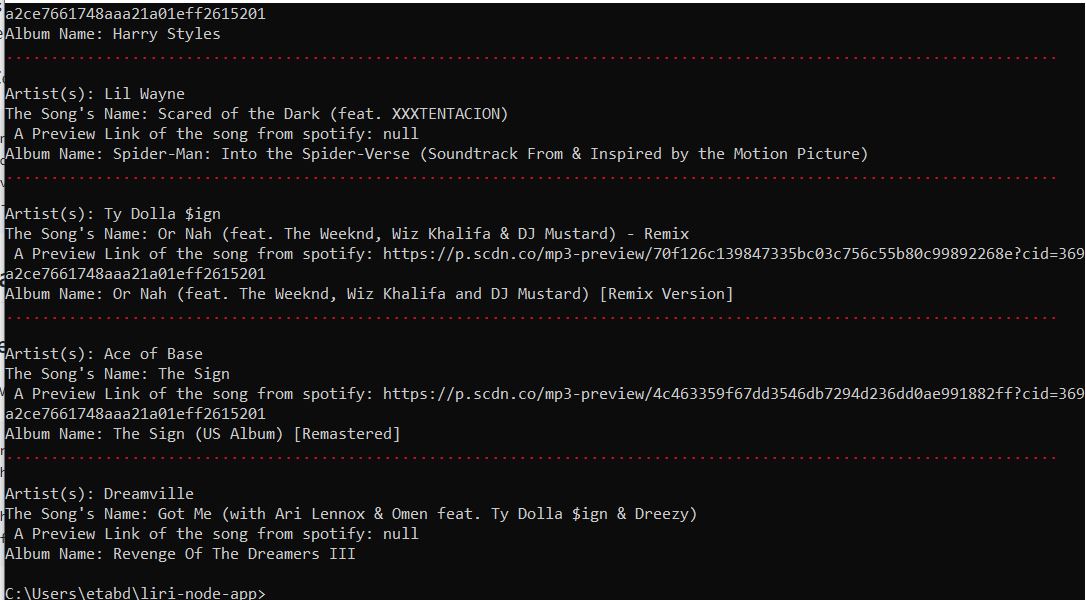 a2ce7661748aaa21a01eff2615201
Album Name: Harry Styles
Artist(s): Lil Wayne
The Song's Name: Scared of the Dark (feat. XXXTENTACION)
A Preview Link of the song from spotify: null
Album Name: Spider-Man: Into the Spider-Verse (Soundtrack From & Inspired by the Motion Picture)
Artist(s): Ty Dolla $ign
The Song's Name: Or Nah (feat. The Weeknd, Wiz Khalifa & DJ Mustard) - Remix
A Preview Link of the song from spotify: https://p.scdn.co/mp3-preview/70f126c139847335bc03c756c55b80c99892268e?cid=369
a2ce7661748aaa21a01eff2615201
Album Name: Or Nah (feat. The Weeknd, Wiz Khalifa and DJ Mustard) [Remix Version]
Artist(s): Ace of Base
The Song's Name: The Sign
A Preview Link of the song from spotify: https://p.scdn.co/mp3-preview/4c463359f67dd3546db7294d236dd0ae991882ff?cid=369
a2ce7661748aaa21a01eff2615201
Album Name: The Sign (US Album) [Remastered]
Artist(s): Dreamville
The Song's Name: Got Me (with Ari Lennox & Omen feat. Ty Dolla $ign & Dreezy)
A Preview Link of the song from spotify: null
Album Name: Revenge Of The Dreamers III
C:\Users\etabd\liri-node-app>